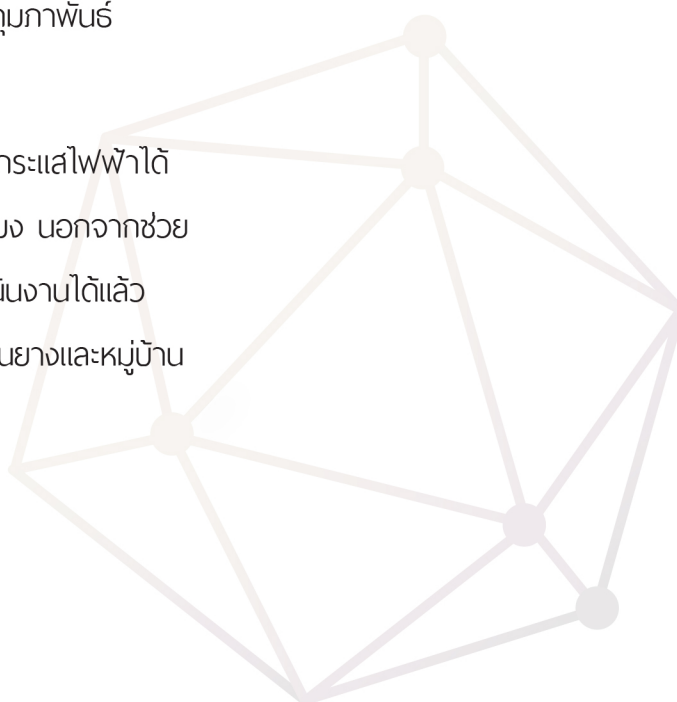 กุมภาพันธ์
กระแสไฟฟ้าได้
มง นอกจากช่วย
นินงานได้แล้ว
นยางและหมู่บ้าน